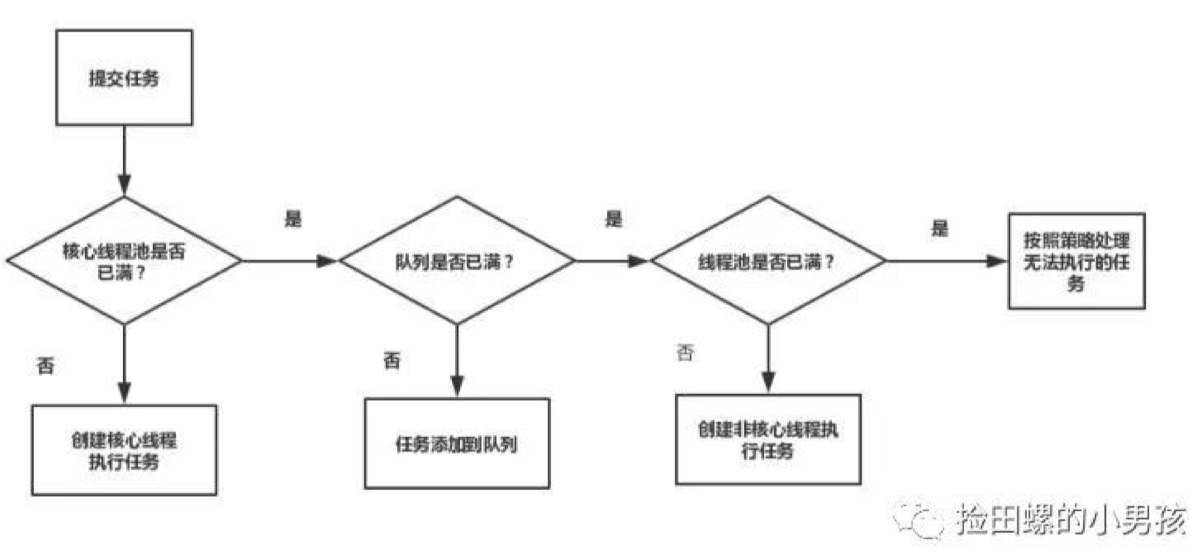 提交任务
是
是
是
核心线程池是否
已满？
队列是否已满？
线程池是否已满？
按照策略处理
无法执行的任
务
否
否
否
创建核心线程
执行任务
任务添加到队列
创建非核心线程执
行任务
捡田螺的小男孩